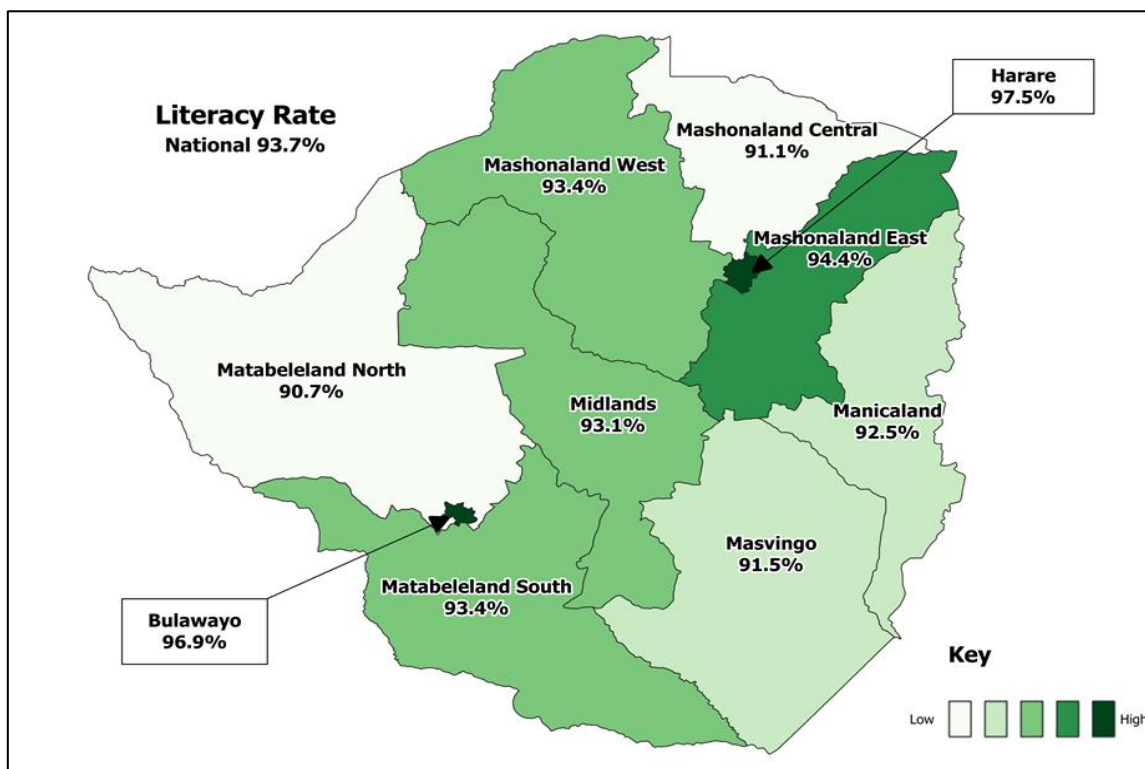 Literacy Rate
National 93.7%
Harare
97.5%
Mashonaland Central
91.1%
Mashonaland West
93.4%
Mashonaland East
94.4%
Matabeleland North
90.7%
Midlands
93.1%
Manicaland
92.5%
Masvingo
91.5%
Matabeleland South
93.4%
Bulawayo
96.9%
Key
Low High